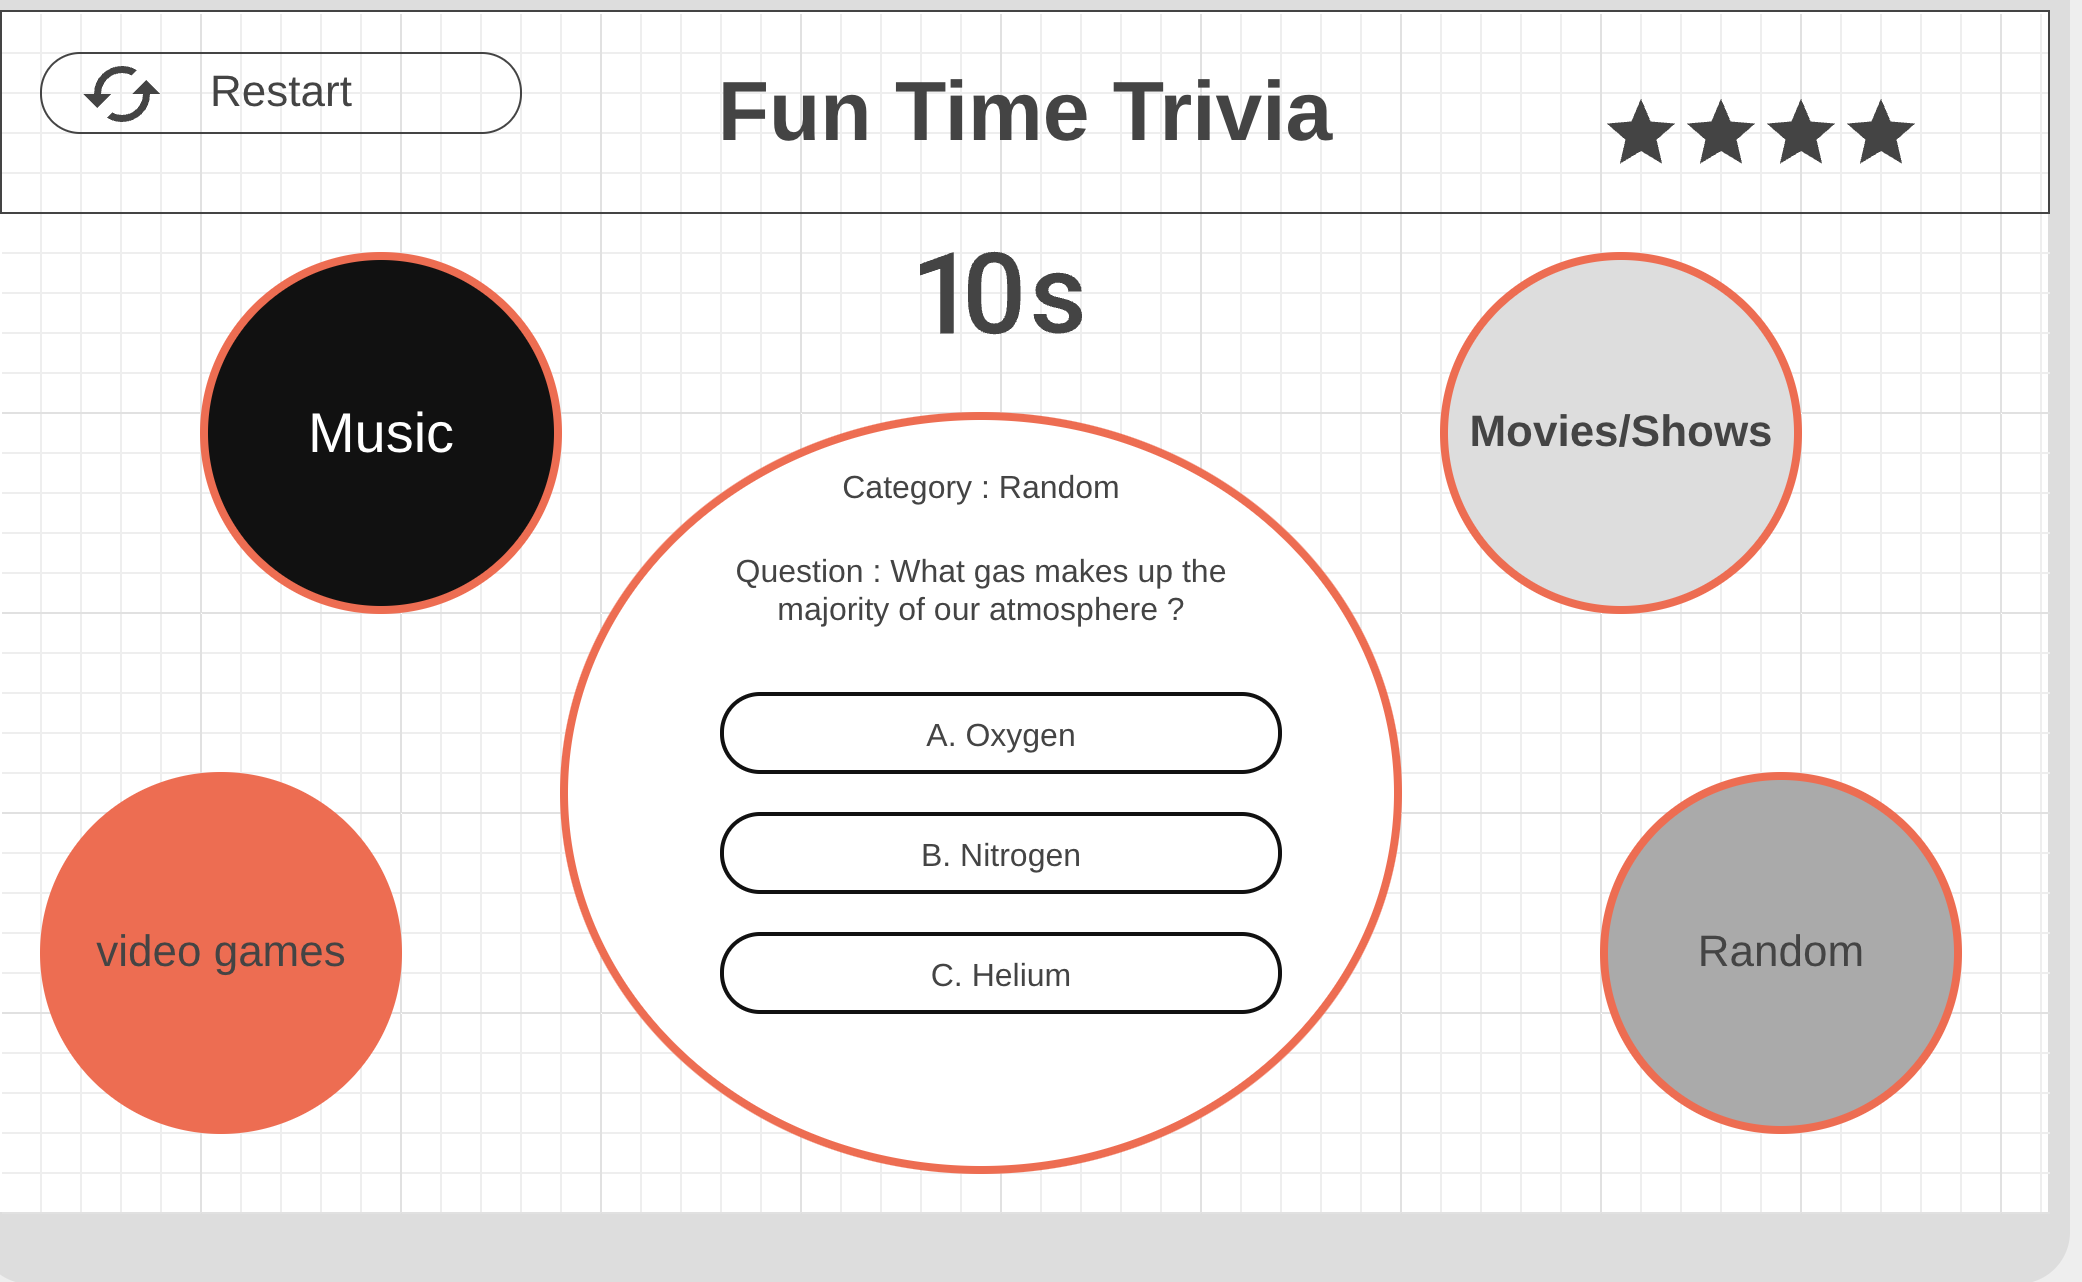 Restart
Fun Time Trivia
10s
Music
Movies/Shows
Category : Random
Question : What gas makes up the
majority of our atmosphere ?
A. Oxygen
B. Nitrogen
C. Helium
video games
Random